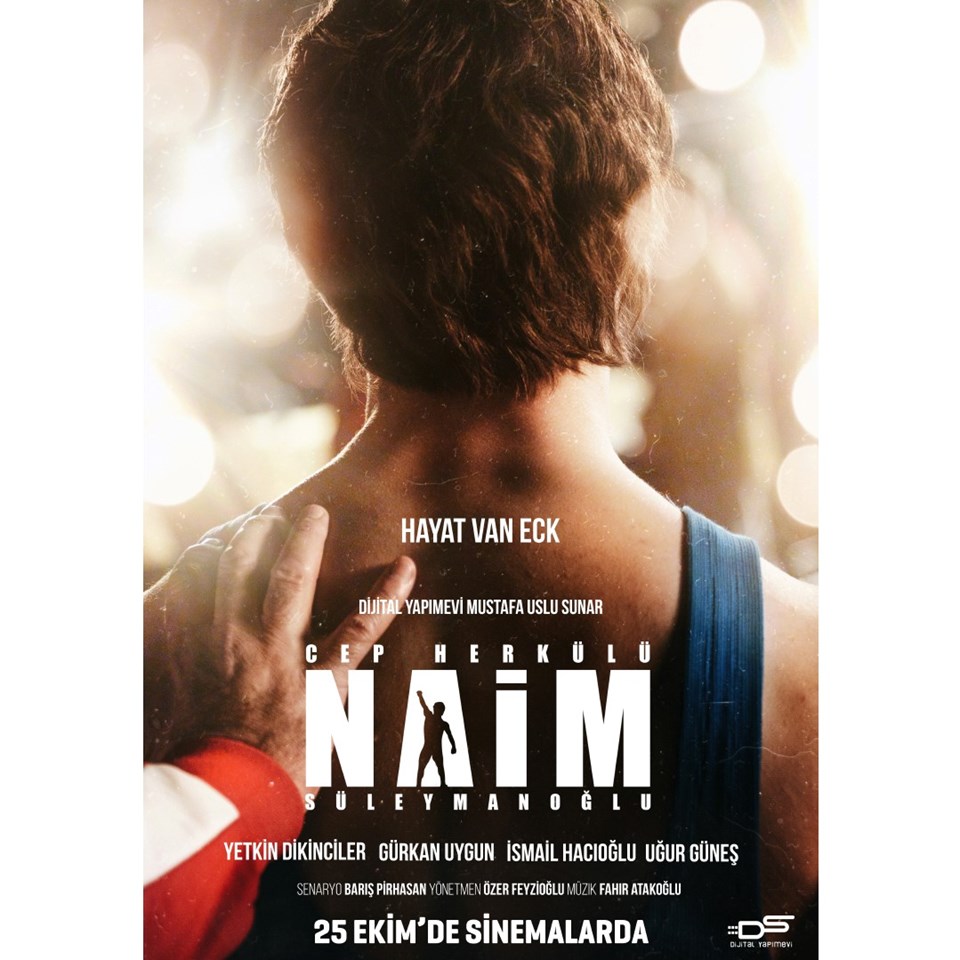 HAYAT VAN ECK
DİJİTAL YAPIMEVİ MUSTAFA USLU SUNAR
CEP HERKÜLÜ
NAİM
SÜLEYMANOĞLU
YETKİN DİKİNCİLER GÜRKAN UYGUN İSMAİL HACIOĞLU UĞUR GÜNEŞ
SENARYO BARIŞ PİRHASAN YÖNETMEN ÖZER FEYZİOĞLU MÜZİK FAHIR ATAKOĞLU
25 EKİM'DE SİNEMALARDA
DS
DİJİTAL YAPIMEVİ